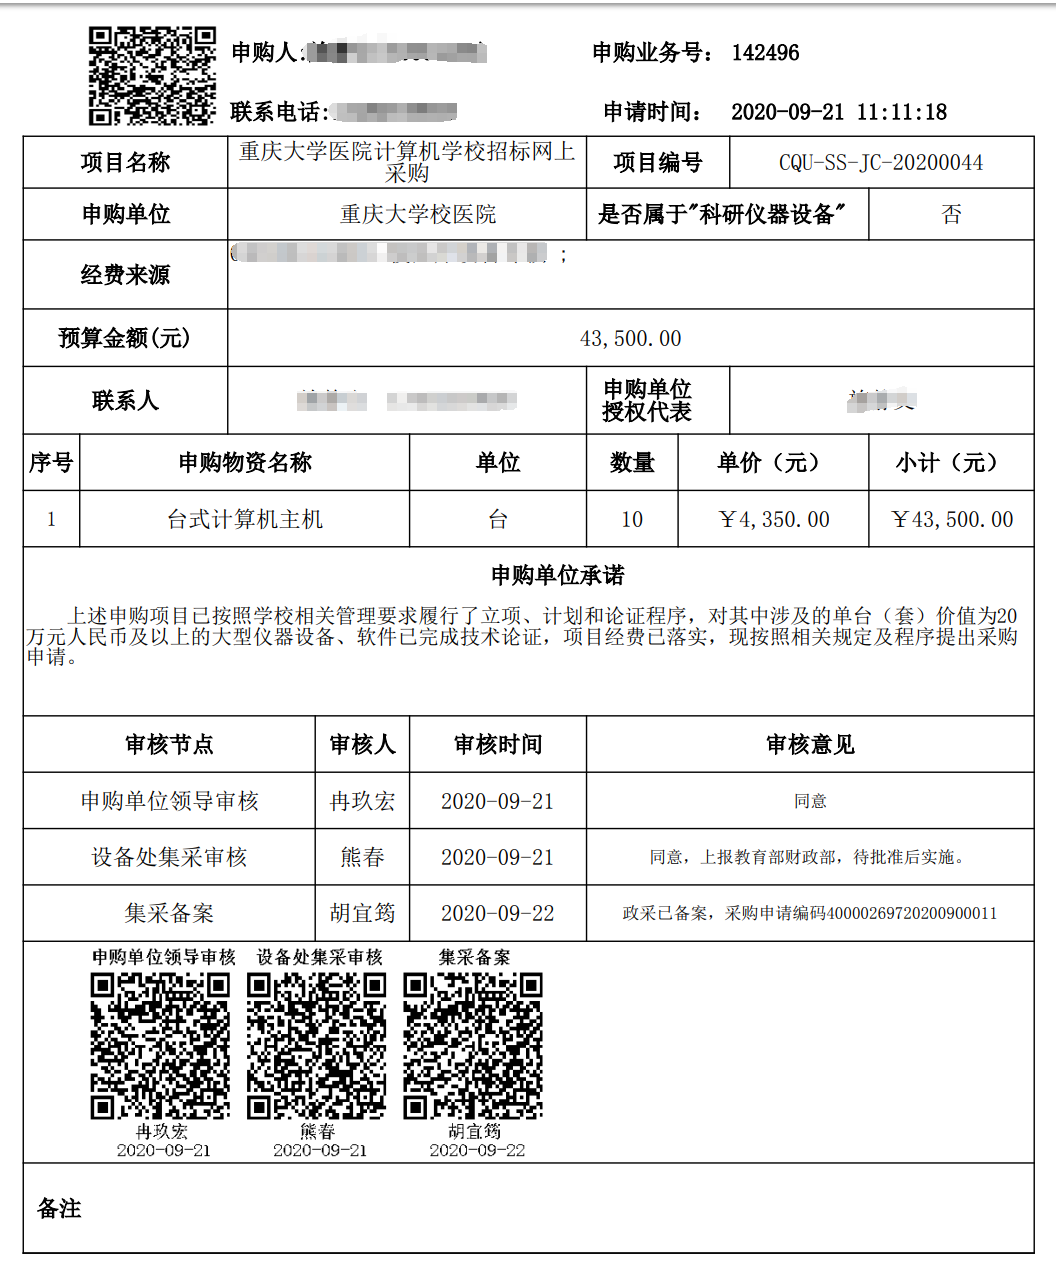 申购人:
申购业务号： 142496
联系电话:
申请时间： 2020-09-21 11:11:18
项目名称
重庆大学医院计算机学校招标网上
采购
项目编号
CQU-SS-JC-20200044
申购单位
重庆大学校医院
是否属于"科研仪器设备"
否
经费来源
;
预算金额(元)
43,500.00
联系人
申购单位
授权代表
序号 申购物资名称 单位 数量 单价（元） 小计（元）
1 台式计算机主机 台 10 ￥4,350.00 ￥43,500.00
申购单位承诺
上述申购项目已按照学校相关管理要求履行了立项、计划和论证程序，对其中涉及的单台（套）价值为20
万元人民币及以上的大型仪器设备、软件已完成技术论证，项目经费已落实，现按照相关规定及程序提出采购
申请。
审核节点 审核人 审核时间 审核意见
申购单位领导审核 冉玖宏 2020-09-21 同意
设备处集采审核 熊春 2020-09-21 同意，上报教育部财政部，待批准后实施。
集采备案 胡宜筠 2020-09-22 政采已备案，采购申请编码40000269720200900011
申购单位领导审核 设备处集采审核 集采备案
冉玖宏 熊春 胡宜筠
2020-09-21 2020-09-21 2020-09-22
备注